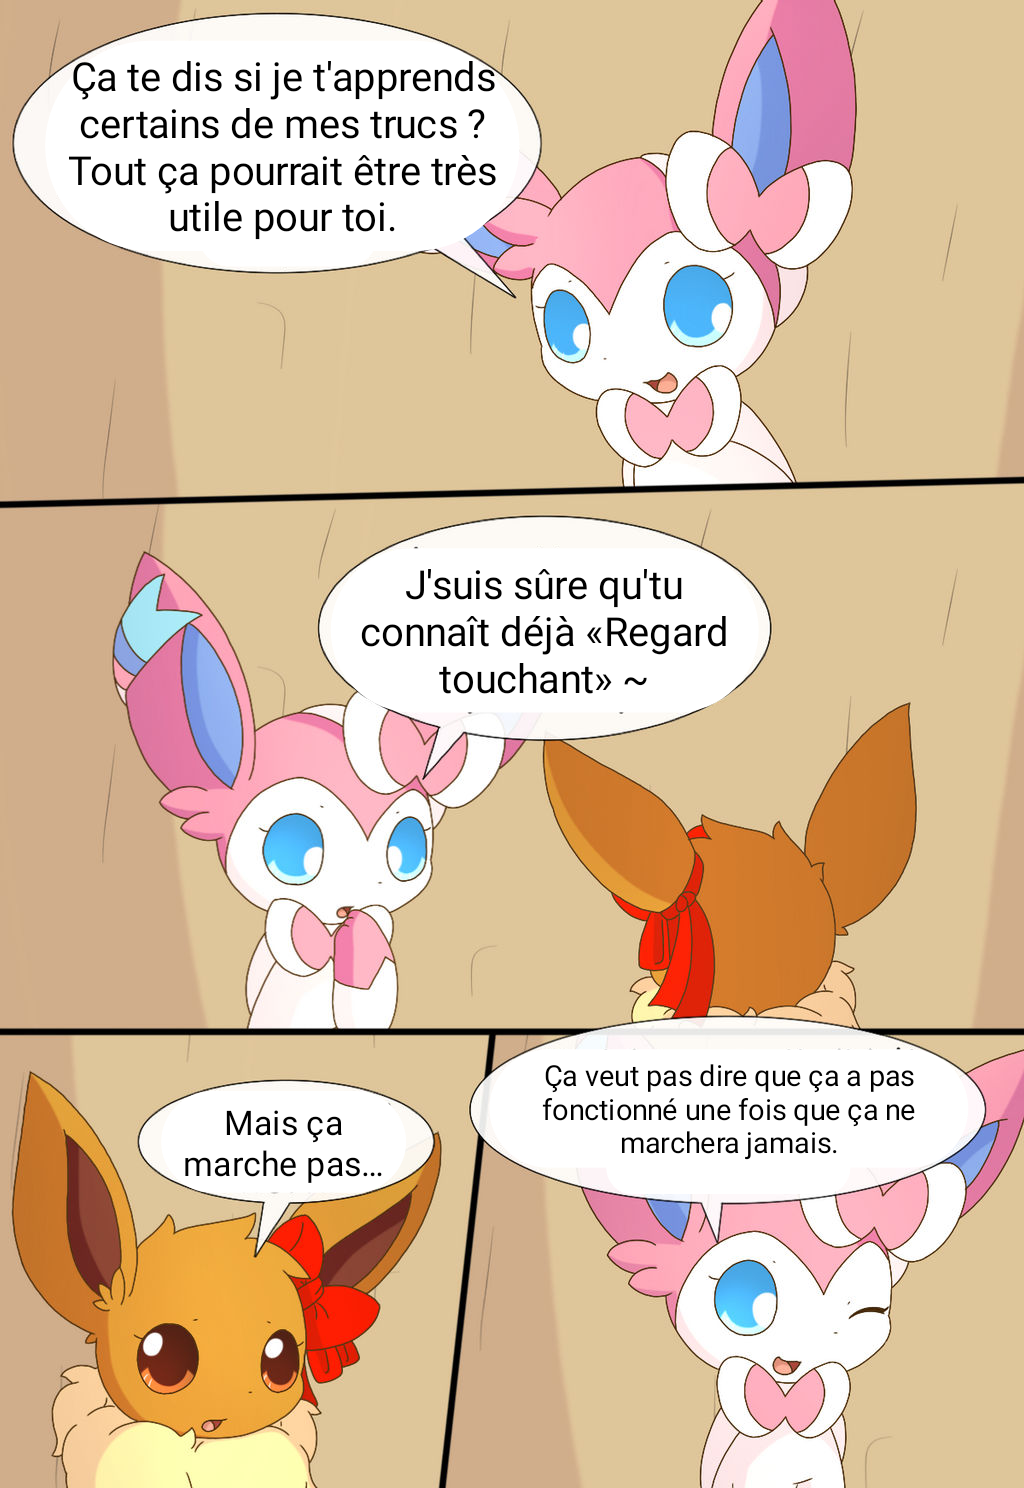 Ça te dis si je t'apprends
certains de mes trucs ?
Tout ça pourrait être très
utile pour toi.
J'suis sûre qu'tu
connaît déjà «Regard
touchant» ~
Mais ça
marche pas...
Ça veut pas dire que ça a pas
fonctionné une fois que ça ne
marchera jamais.